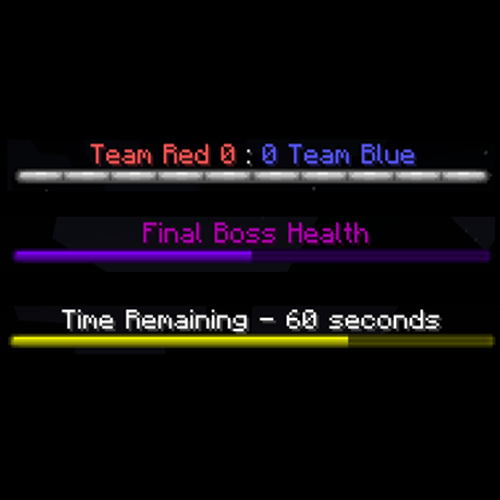 Team Red 0 : 0 Team Blue
Final Boss Health
Time Remaining - 60 seconds